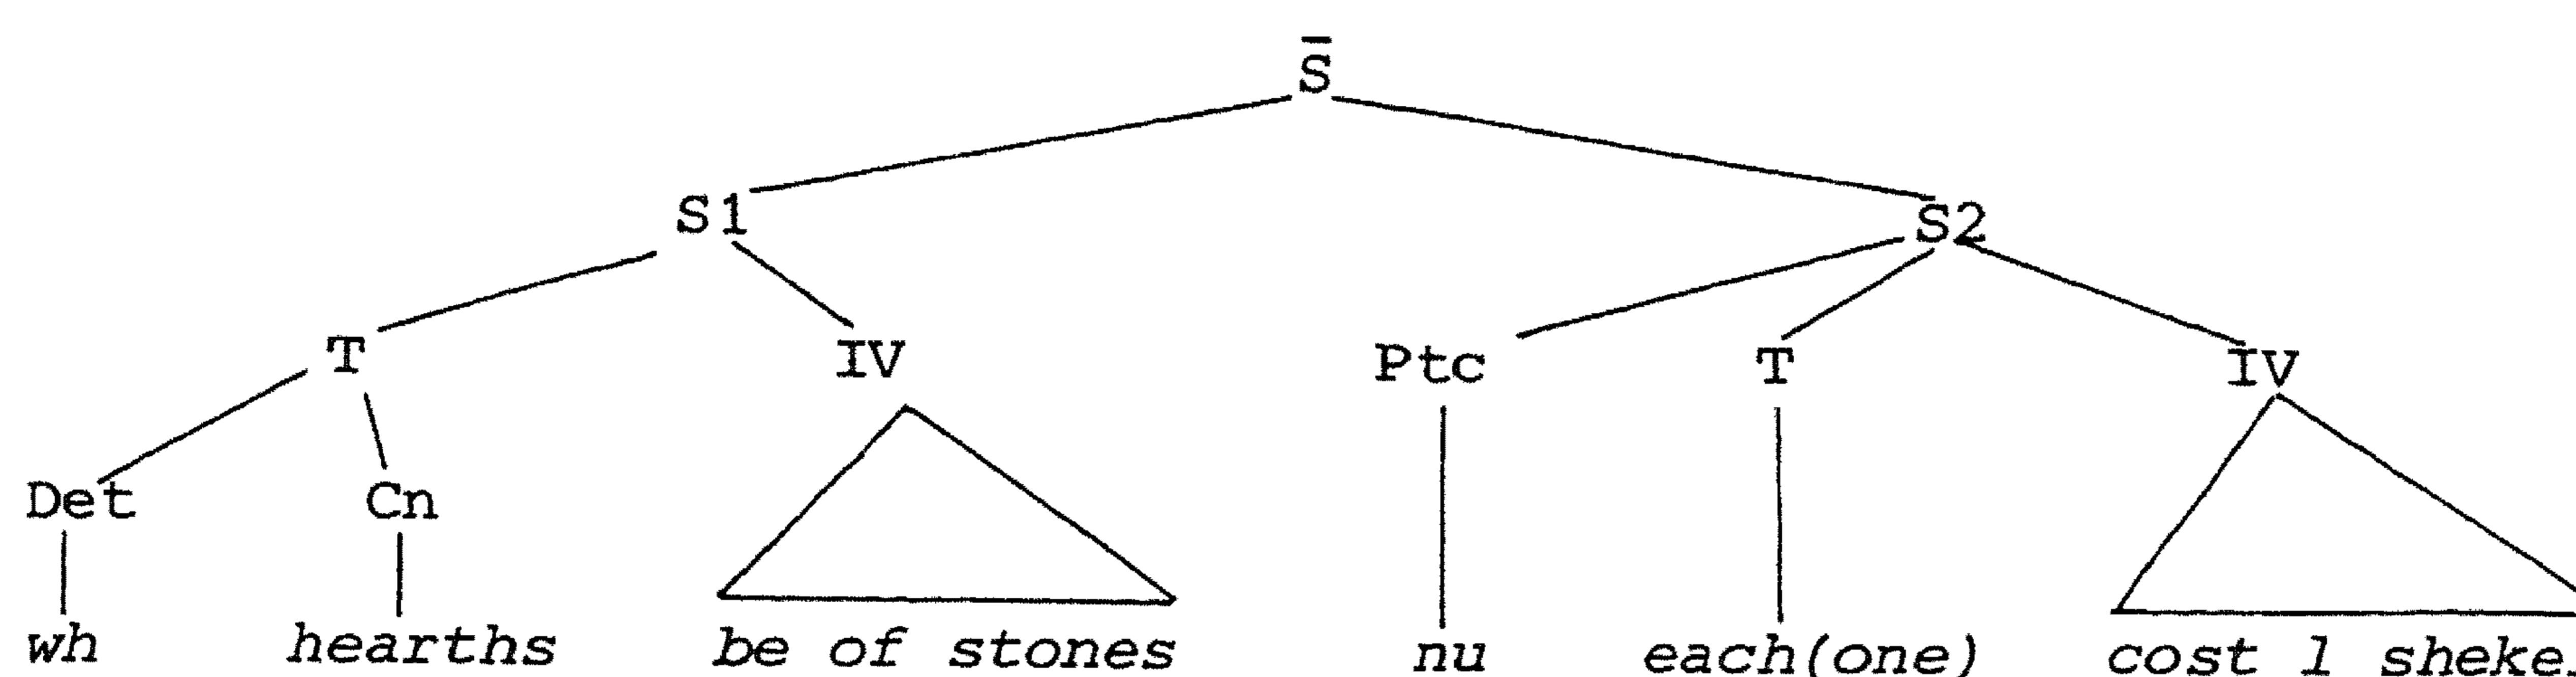 S̄
S1 S2
T IV Ptc T IV
Det Cn
wh hearths be of stones nu each(one) cost 1 shekel